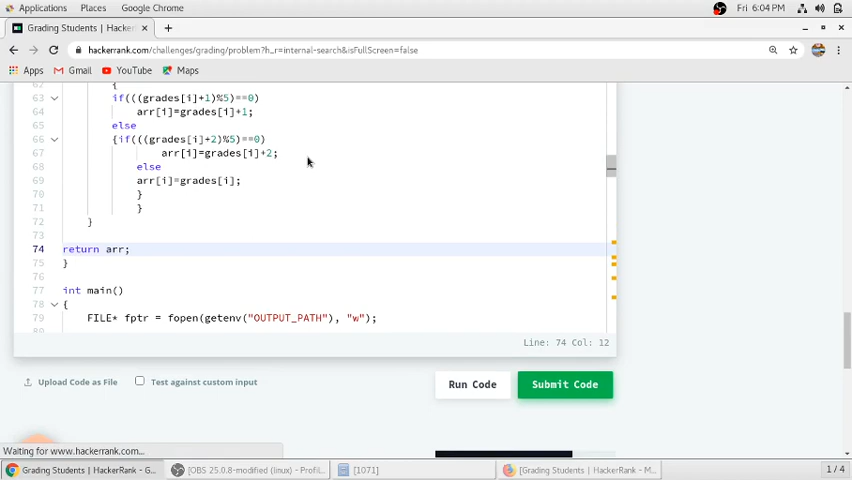 Applications Places Fri, 6:04 PM
Grading Students | HackerRank
hackerrank.com/challenges/grading/problem?h_r=internal-search&isFullScreen=false
Apps Gmail YouTube Maps
62 {
63 if(((grades[i]+1)%5)==0)
64 arr[i]=grades[i]+1;
65 else
66 {if(((grades[i]+2)%5)==0)
67 arr[i]=grades[i]+2;
68 else
69 arr[i]=grades[i];
70 }
71 }
72 }
73
74 return arr;
75 }
76
77 int main()
78 {
79 FILE* fptr = fopen(getenv("OUTPUT_PATH"), "w");
80
Line: 74 Col: 12
Upload Code as File Test against custom input Run Code Submit Code
Waiting for www.hackerrank.com...
Grading Students | HackerRank - G... [OBS 25.0.8-modified (linux) - Profil... [1071] [Grading Students | HackerRank - M... 1 / 4